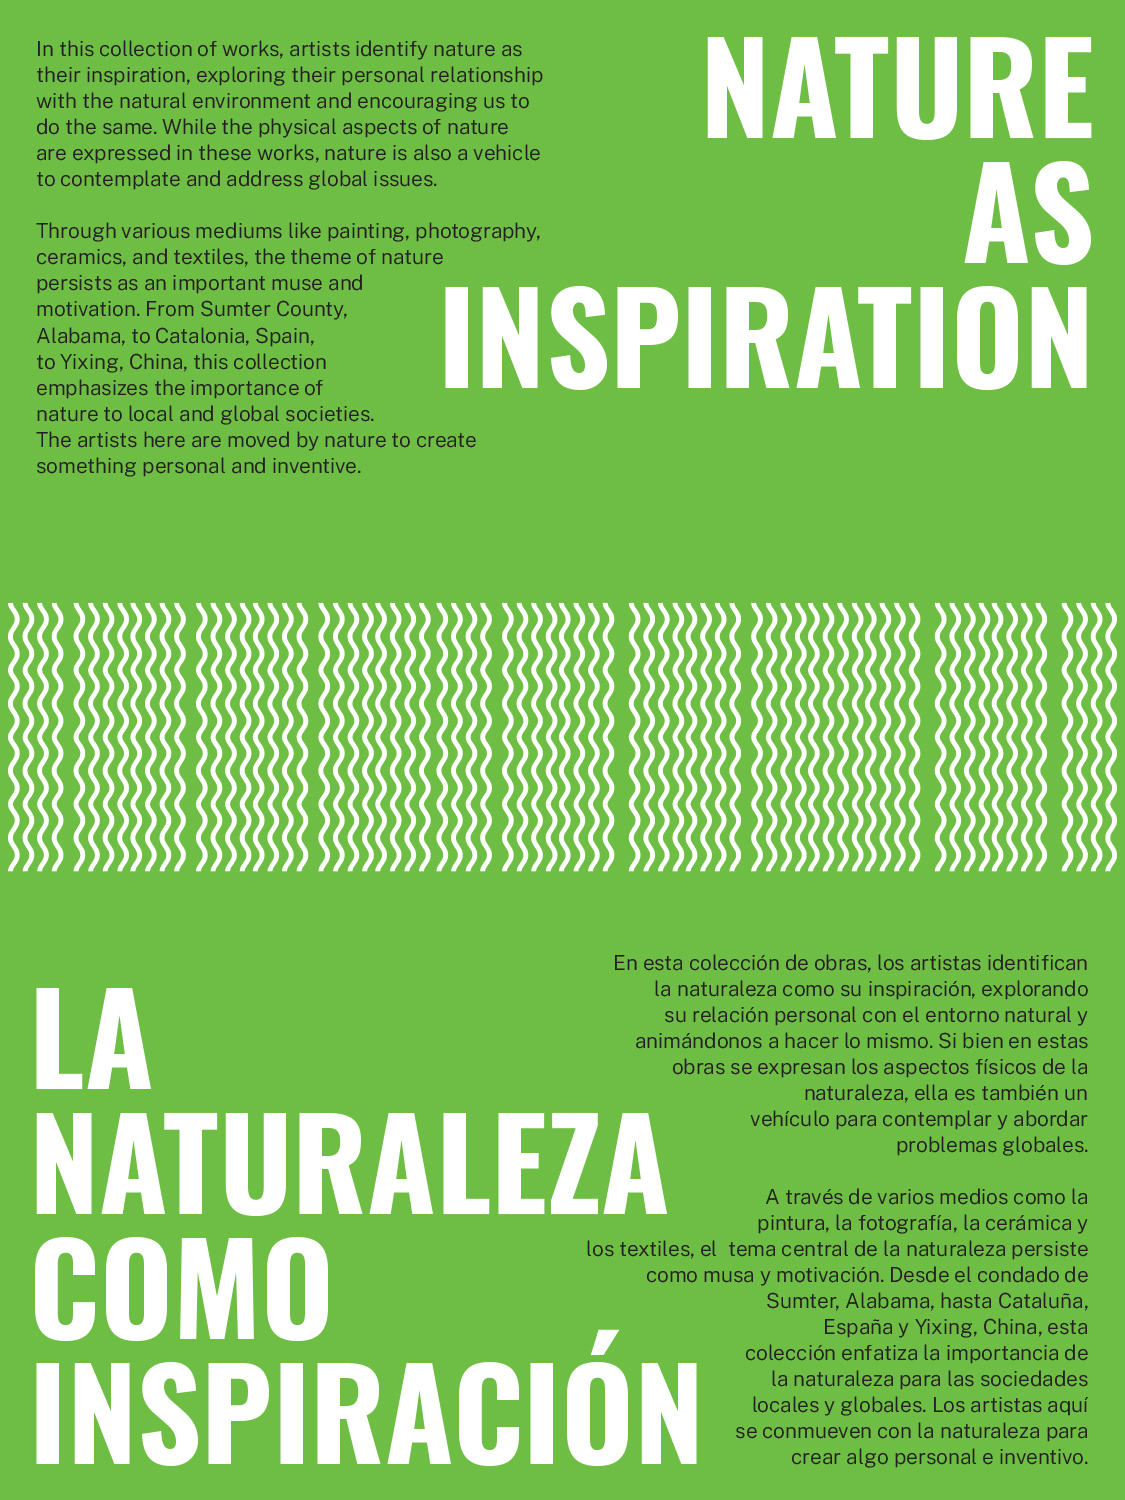 In this collection of works, artists identify nature as
their inspiration, exploring their personal relationship
with the natural environment and encouraging us to
do the same. While the physical aspects of nature
are expressed in these works, nature is also a vehicle
to contemplate and address global issues.
Through various mediums like painting, photography,
ceramics, and textiles, the theme of nature
persists as an important muse and
motivation. From Sumter County,
Alabama, to Catalonia, Spain,
to Yixing, China, this collection
emphasizes the importance of
nature to local and global societies.
The artists here are moved by nature to create
something personal and inventive.
NATURE
AS
INSPIRATION
LA
NATURALEZA
COMO
INSPIRACIÓN
En esta colección de obras, los artistas identifican
la naturaleza como su inspiración, explorando
su relación personal con el entorno natural y
animándonos a hacer lo mismo. Si bien en estas
obras se expresan los aspectos físicos de la
naturaleza, ella es también un
vehículo para contemplar y abordar
problemas globales.
A través de varios medios como la
pintura, la fotografía, la cerámica y
los textiles, el  tema central de la naturaleza persiste
como musa y motivación. Desde el condado de
Sumter, Alabama, hasta Cataluña,
España y Yixing, China, esta
colección enfatiza la importancia de
la naturaleza para las sociedades
locales y globales. Los artistas aquí
se conmueven con la naturaleza para
crear algo personal e inventivo.